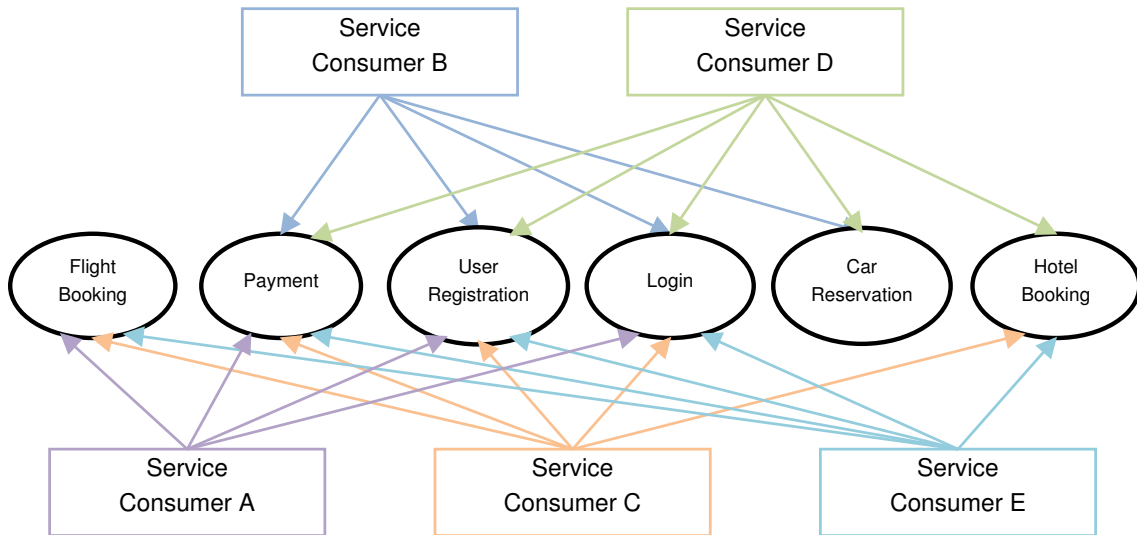 Service
Consumer B
Service
Consumer D
Flight
Booking
Payment
User
Registration
Login
Car
Reservation
Hotel
Booking
Service
Consumer A
Service
Consumer C
Service
Consumer E